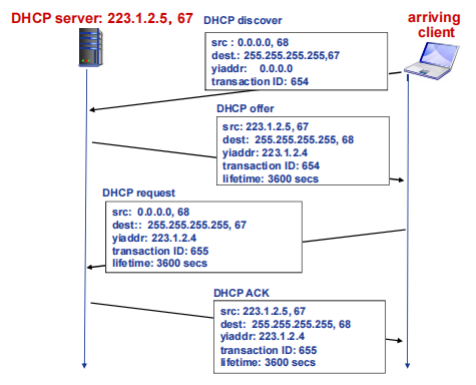 DHCP server: 223.1.2.5, 67
arriving
client
DHCP discover
src : 0.0.0.0, 68
dest.: 255.255.255.255,67
yiaddr: 0.0.0.0
transaction ID: 654
DHCP offer
src: 223.1.2.5, 67
dest: 255.255.255.255, 68
yiaddr: 223.1.2.4
transaction ID: 654
lifetime: 3600 secs
DHCP request
src: 0.0.0.0, 68
dest:: 255.255.255.255, 67
yiaddr: 223.1.2.4
transaction ID: 655
lifetime: 3600 secs
DHCP ACK
src: 223.1.2.5, 67
dest: 255.255.255.255, 68
yiaddr: 223.1.2.4
transaction ID: 655
lifetime: 3600 secs